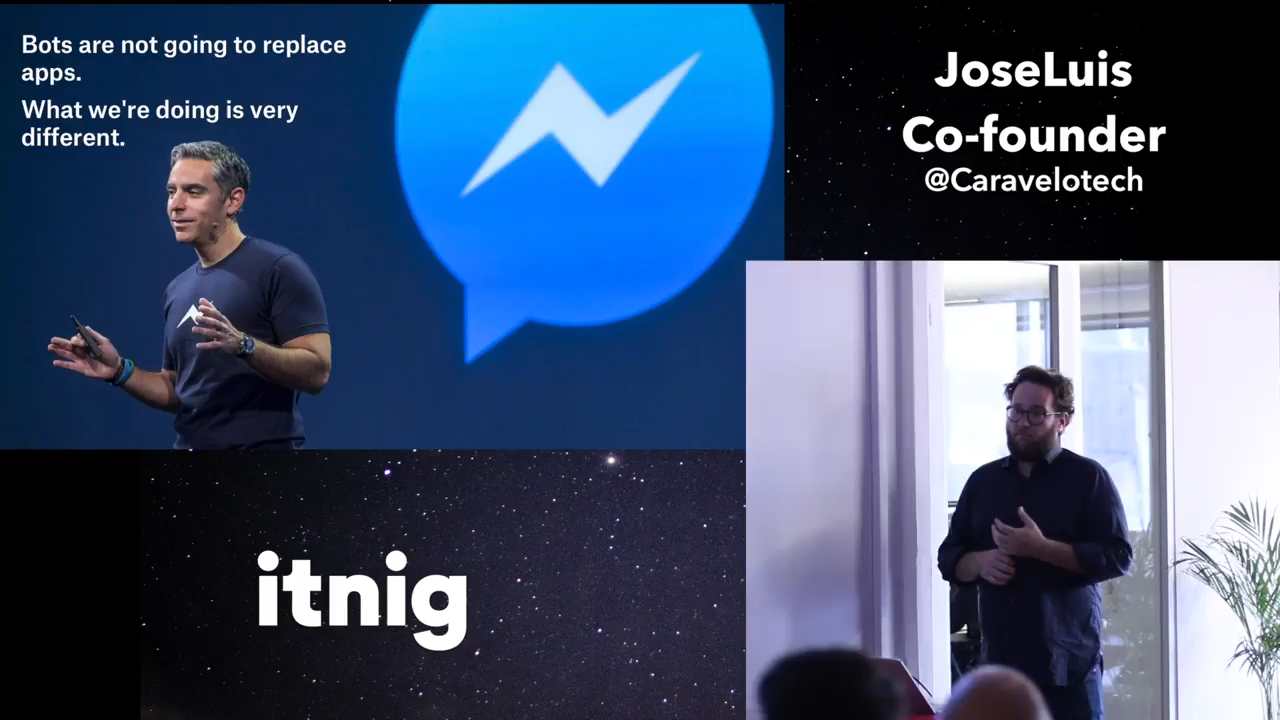 Bots are not going to replace
apps.
What we're doing is very
different.
JoseLuis
Co-founder
@Caravelotech
itnig